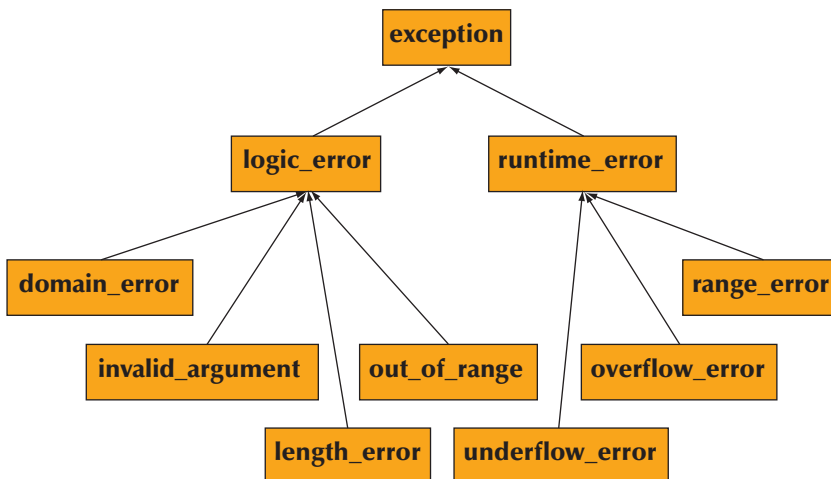 exception
logic_error
runtime_error
domain_error
range_error
invalid_argument
out_of_range
overflow_error
length_error
underflow_error